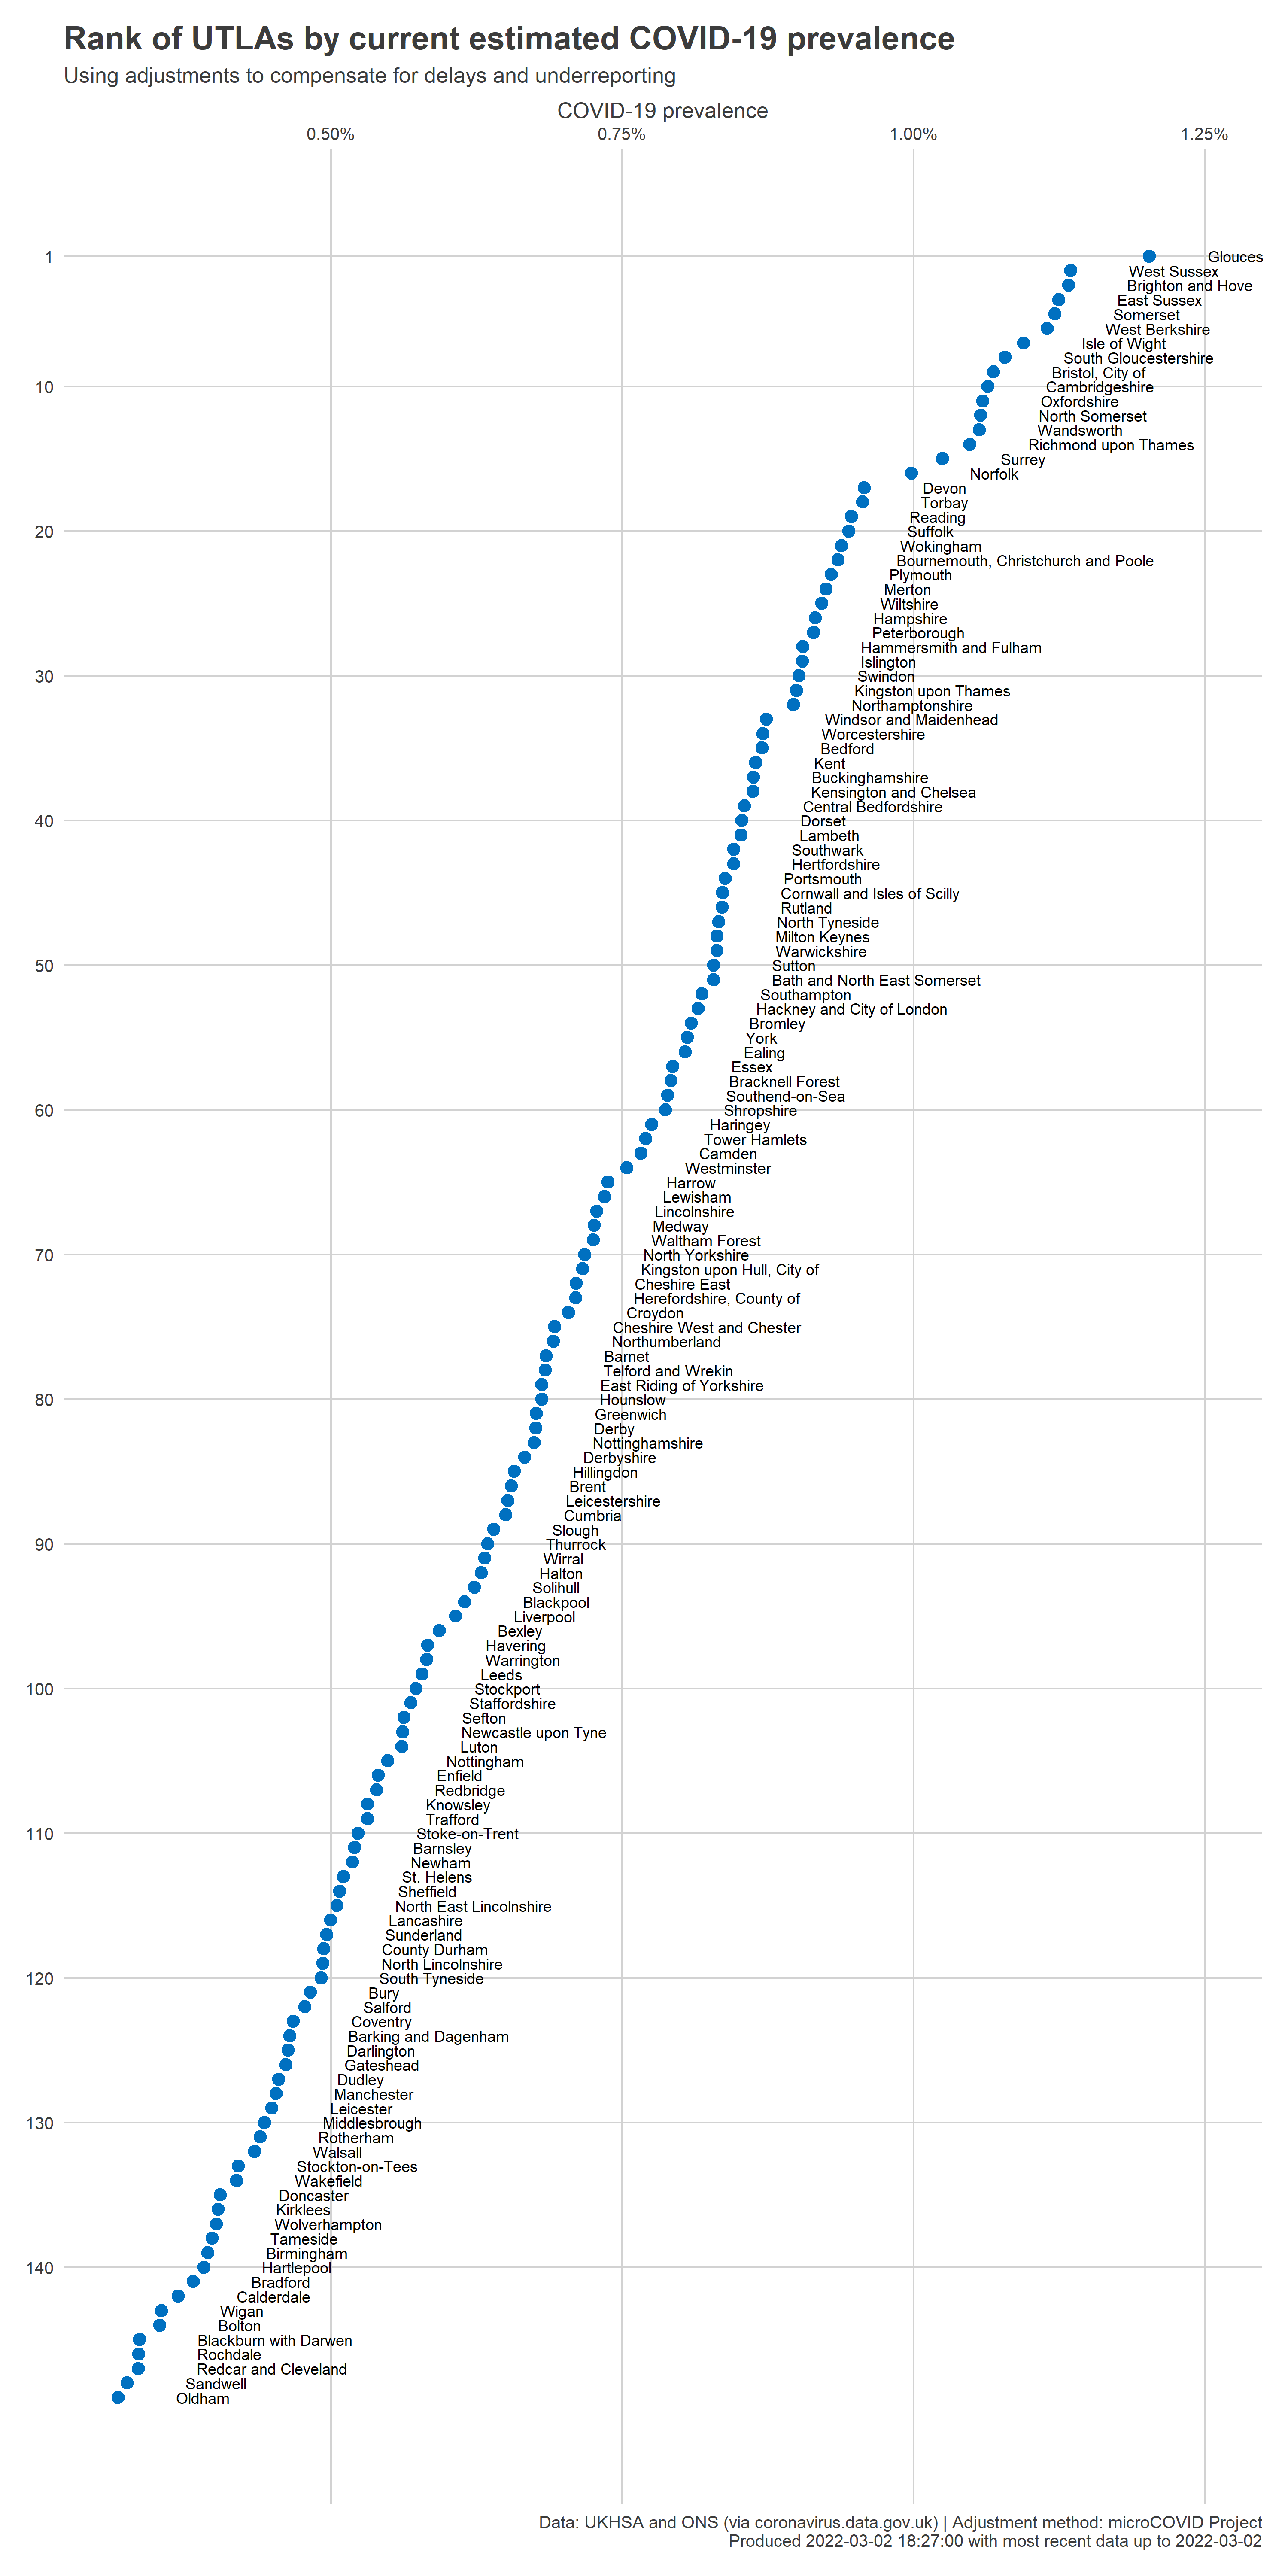 Rank of UTLAs by current estimated COVID-19 prevalence
Using adjustments to compensate for delays and underreporting
COVID-19 prevalence
0.50% 0.75% 1.00% 1.25%
1 Glouces
West Sussex
Brighton and Hove
East Sussex
Somerset
West Berkshire
Isle of Wight
South Gloucestershire
Bristol, City of
10 Cambridgeshire
Oxfordshire
North Somerset
Wandsworth
Richmond upon Thames
Surrey
Norfolk
Devon
Torbay
Reading
20 Suffolk
Wokingham
Bournemouth, Christchurch and Poole
Plymouth
Merton
Wiltshire
Hampshire
Peterborough
Hammersmith and Fulham
Islington
30 Swindon
Kingston upon Thames
Northamptonshire
Windsor and Maidenhead
Worcestershire
Bedford
Kent
Buckinghamshire
Kensington and Chelsea
Central Bedfordshire
40 Dorset
Lambeth
Southwark
Hertfordshire
Portsmouth
Cornwall and Isles of Scilly
Rutland
North Tyneside
Milton Keynes
Warwickshire
50 Sutton
Bath and North East Somerset
Southampton
Hackney and City of London
Bromley
York
Ealing
Essex
Bracknell Forest
Southend-on-Sea
60 Shropshire
Haringey
Tower Hamlets
Camden
Westminster
Harrow
Lewisham
Lincolnshire
Medway
Waltham Forest
70 North Yorkshire
Kingston upon Hull, City of
Cheshire East
Herefordshire, County of
Croydon
Cheshire West and Chester
Northumberland
Barnet
Telford and Wrekin
East Riding of Yorkshire
80 Hounslow
Greenwich
Derby
Nottinghamshire
Derbyshire
Hillingdon
Brent
Leicestershire
Cumbria
Slough
90 Thurrock
Wirral
Halton
Solihull
Blackpool
Liverpool
Bexley
Havering
Warrington
Leeds
100 Stockport
Staffordshire
Sefton
Newcastle upon Tyne
Luton
Nottingham
Enfield
Redbridge
Knowsley
Trafford
110 Stoke-on-Trent
Barnsley
Newham
St. Helens
Sheffield
North East Lincolnshire
Lancashire
Sunderland
County Durham
North Lincolnshire
120 South Tyneside
Bury
Salford
Coventry
Barking and Dagenham
Darlington
Gateshead
Dudley
Manchester
Leicester
130 Middlesbrough
Rotherham
Walsall
Stockton-on-Tees
Wakefield
Doncaster
Kirklees
Wolverhampton
Tameside
Birmingham
140 Hartlepool
Bradford
Calderdale
Wigan
Bolton
Blackburn with Darwen
Rochdale
Redcar and Cleveland
Sandwell
Oldham
Data: UKHSA and ONS (via coronavirus.data.gov.uk) | Adjustment method: microCOVID Project
Produced 2022-03-02 18:27:00 with most recent data up to 2022-03-02